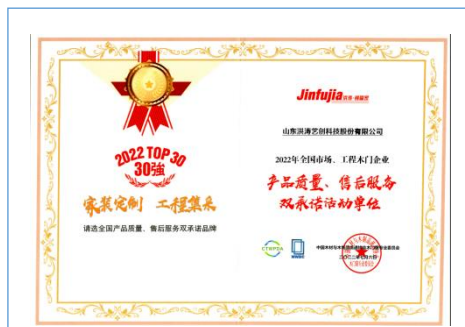 2022 TOP 30
30強
家装定制 工程集采
请选全国产品质量、售后服务双承诺品牌
Jinfujia
山东洪涛艺创科技股份有限公司
2022年全国市场、工程木门企业
产品质量、售后服务
双承诺活动单位